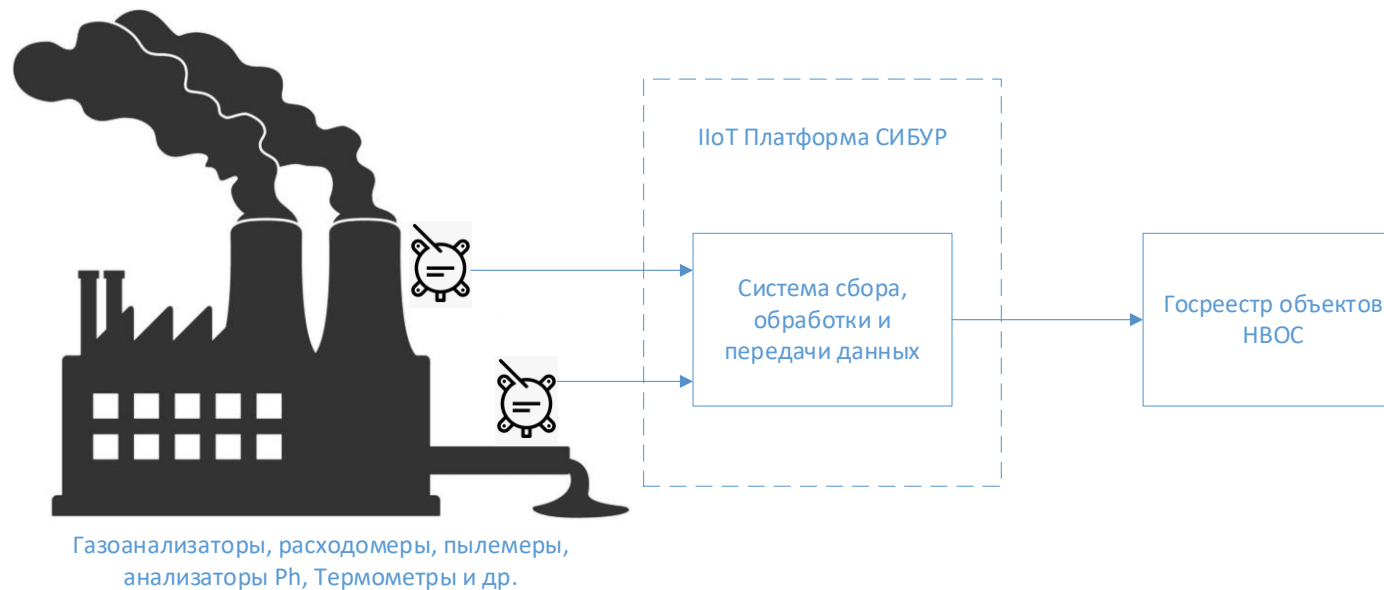 IIoT Платформа СИБУР
Система сбора,
обработки и
передачи данных
Госреестр объектов
НВОС
Газоанализаторы, расходомеры, пылемеры,
анализаторы Ph, Термометры и др.